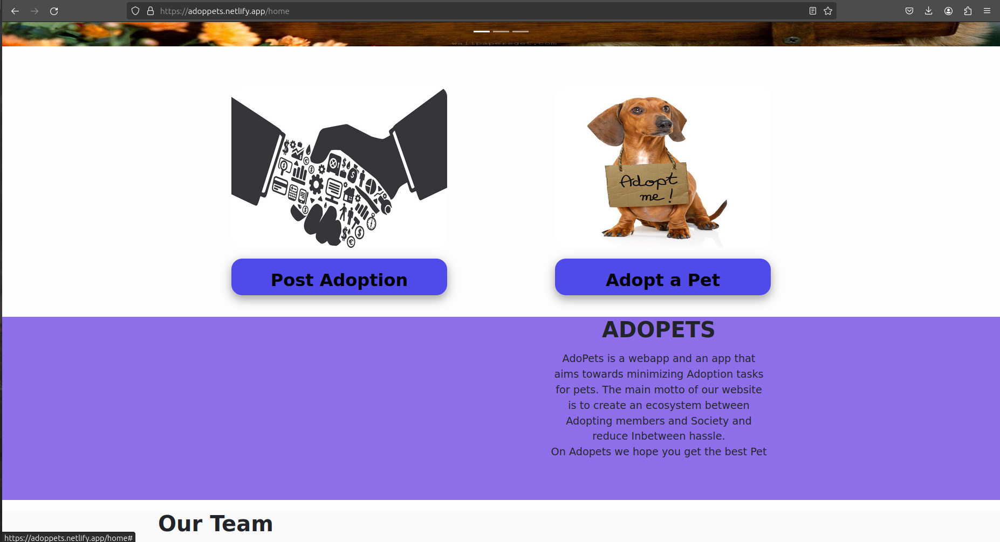 https://adoppets.netlify.app/home
wallpapersget.com
Adopt
me!
Post Adoption
Adopt a Pet
ADOPETS
AdoPets is a webapp and an app that
aims towards minimizing Adoption tasks
for pets. The main motto of our website
is to create an ecosystem between
Adopting members and Society and
reduce Inbetween hassle.
On Adopets we hope you get the best Pet
Our Team
https://adoppets.netlify.app/home#